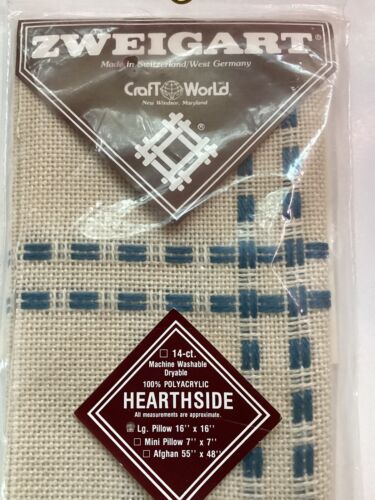 ZWEIGART®
Made in Switzerland/West Germany
Craft World
New Windsor, Maryland
®
14-ct.
Machine Washable
Dryable
100% POLYACRYLIC
HEARTHSIDE
All measurements are approximate.
Lg. Pillow 16" x 16"
Mini Pillow 7" x 7"
Afghan 55" x 48"